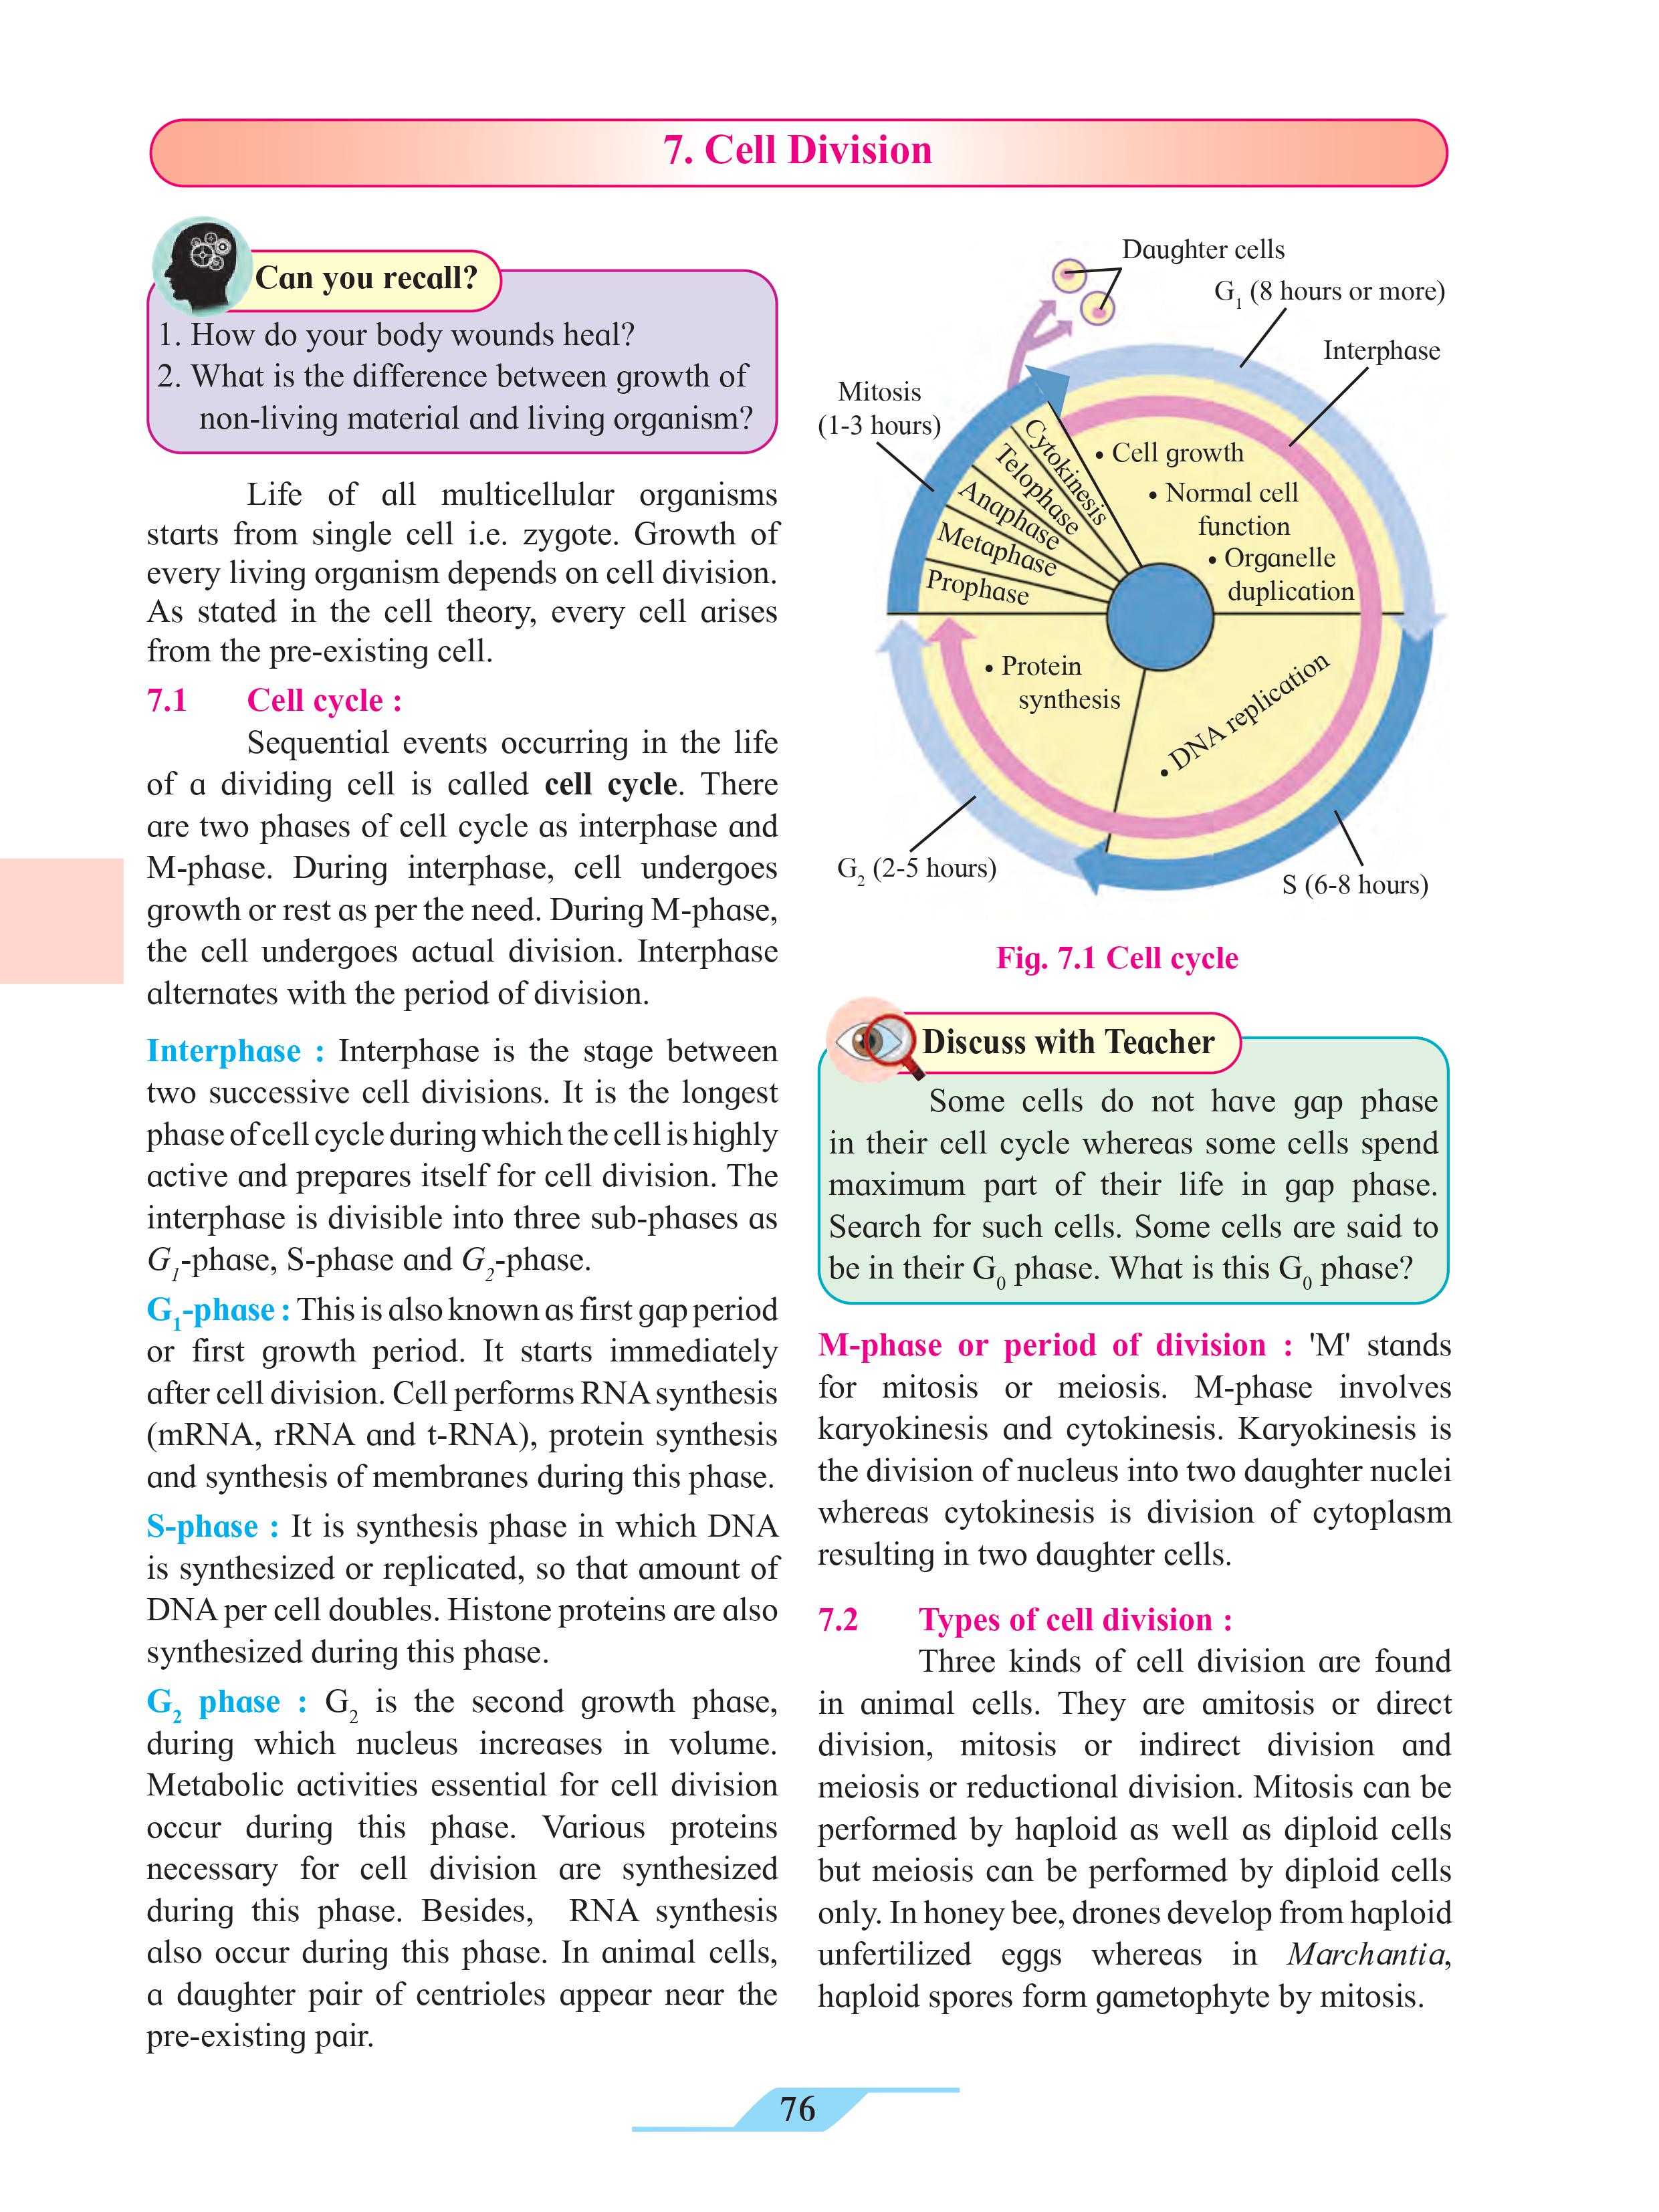 7. Cell Division
Can you recall?
1. How do your body wounds heal?
2. What is the difference between growth of
non-living material and living organism?
Life of all multicellular organisms
starts from single cell i.e. zygote. Growth of
every living organism depends on cell division.
As stated in the cell theory, every cell arises
from the pre-existing cell.
7.1 Cell cycle :
Sequential events occurring in the life
of a dividing cell is called cell cycle. There
are two phases of cell cycle as interphase and
M-phase. During interphase, cell undergoes
growth or rest as per the need. During M-phase,
the cell undergoes actual division. Interphase
alternates with the period of division.
Interphase : Interphase is the stage between
two successive cell divisions. It is the longest
phase of cell cycle during which the cell is highly
active and prepares itself for cell division. The
interphase is divisible into three sub-phases as
G₁-phase, S-phase and G₂-phase.
G₁-phase : This is also known as first gap period
or first growth period. It starts immediately
after cell division. Cell performs RNA synthesis
(mRNA, rRNA and t-RNA), protein synthesis
and synthesis of membranes during this phase.
S-phase : It is synthesis phase in which DNA
is synthesized or replicated, so that amount of
DNA per cell doubles. Histone proteins are also
synthesized during this phase.
G₂ phase : G₂ is the second growth phase,
during which nucleus increases in volume.
Metabolic activities essential for cell division
occur during this phase. Various proteins
necessary for cell division are synthesized
during this phase. Besides, RNA synthesis
also occur during this phase. In animal cells,
a daughter pair of centrioles appear near the
pre-existing pair.
Daughter cells
G₁ (8 hours or more)
Interphase
Mitosis
(1-3 hours)
Cytokinesis
Telophase
Anaphase
Metaphase
Prophase
• Cell growth
• Normal cell
function
• Organelle
duplication
• Protein
synthesis
• DNA replication
G₂ (2-5 hours)
S (6-8 hours)
Fig. 7.1 Cell cycle
Discuss with Teacher
Some cells do not have gap phase
in their cell cycle whereas some cells spend
maximum part of their life in gap phase.
Search for such cells. Some cells are said to
be in their G₀ phase. What is this G₀ phase?
M-phase or period of division : 'M' stands
for mitosis or meiosis. M-phase involves
karyokinesis and cytokinesis. Karyokinesis is
the division of nucleus into two daughter nuclei
whereas cytokinesis is division of cytoplasm
resulting in two daughter cells.
7.2 Types of cell division :
Three kinds of cell division are found
in animal cells. They are amitosis or direct
division, mitosis or indirect division and
meiosis or reductional division. Mitosis can be
performed by haploid as well as diploid cells
but meiosis can be performed by diploid cells
only. In honey bee, drones develop from haploid
unfertilized eggs whereas in Marchantia,
haploid spores form gametophyte by mitosis.
76